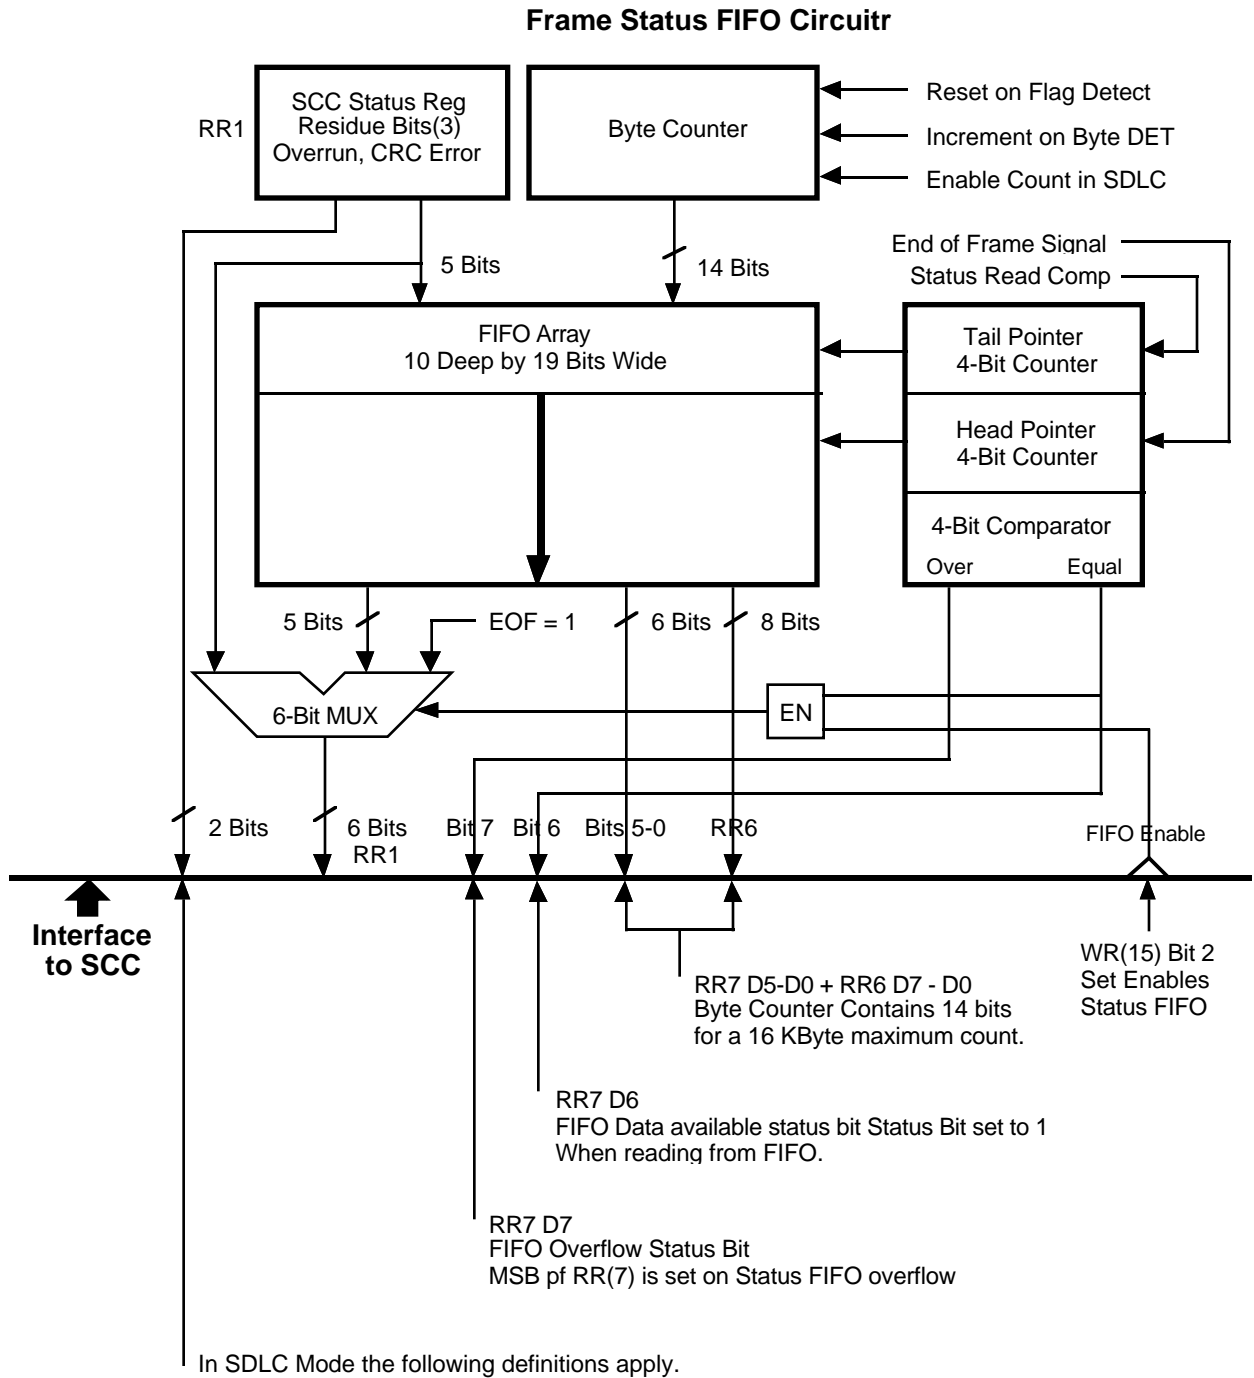 Frame Status FIFO Circuitr
RR1
SCC Status Reg
Residue Bits(3)
Overrun, CRC Error
Byte Counter
Reset on Flag Detect
Increment on Byte DET
Enable Count in SDLC
End of Frame Signal
Status Read Comp
5 Bits
14 Bits
FIFO Array
10 Deep by 19 Bits Wide
Tail Pointer
4-Bit Counter
Head Pointer
4-Bit Counter
4-Bit Comparator
Over
Equal
5 Bits
EOF = 1
6 Bits
8 Bits
6-Bit MUX
EN
2 Bits
6 Bits
RR1
Bit 7
Bit 6
Bits 5-0
RR6
FIFO Enable
Interface
to SCC
WR(15) Bit 2
Set Enables
Status FIFO
RR7 D5-D0 + RR6 D7 - D0
Byte Counter Contains 14 bits
for a 16 KByte maximum count.
RR7 D6
FIFO Data available status bit Status Bit set to 1
When reading from FIFO.
RR7 D7
FIFO Overflow Status Bit
MSB pf RR(7) is set on Status FIFO overflow
In SDLC Mode the following definitions apply.